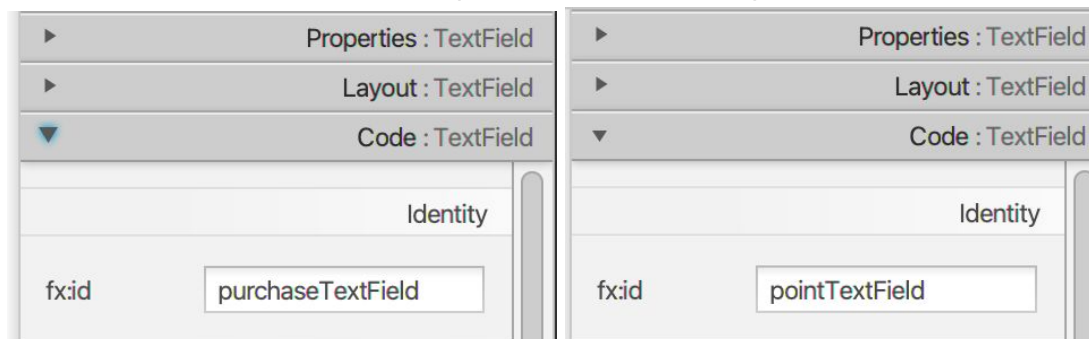 Properties : TextField
Layout : TextField
Code : TextField
Identity
fx:id purchaseTextField
Properties : TextField
Layout : TextField
Code : TextField
Identity
fx:id pointTextField